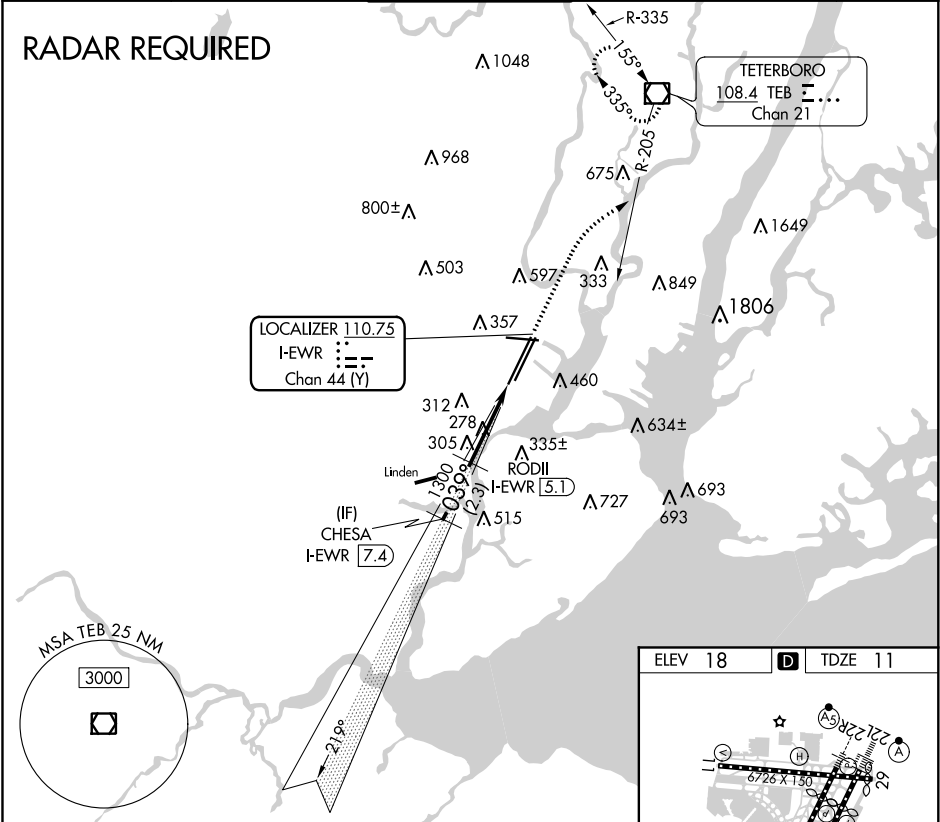 RADAR REQUIRED
R-335
155°
335°
TETERBORO
108.4 TEB
Chan 21
R-205
1048
968
675
800±
1649
503
597
333
849
1806
LOCALIZER 110.75
I-EWR
Chan 44 (Y)
357
460
312
278
305
634±
335±
Linden
RODII
I-EWR 5.1
1300
039°
(2.3)
727
693
693
515
(IF)
CHESA
I-EWR 7.4
219°
MSA TEB 25 NM
3000
ELEV 18
D
TDZE 11
A5
22R
22L
A
V
H
11
6726 X 150
29
P